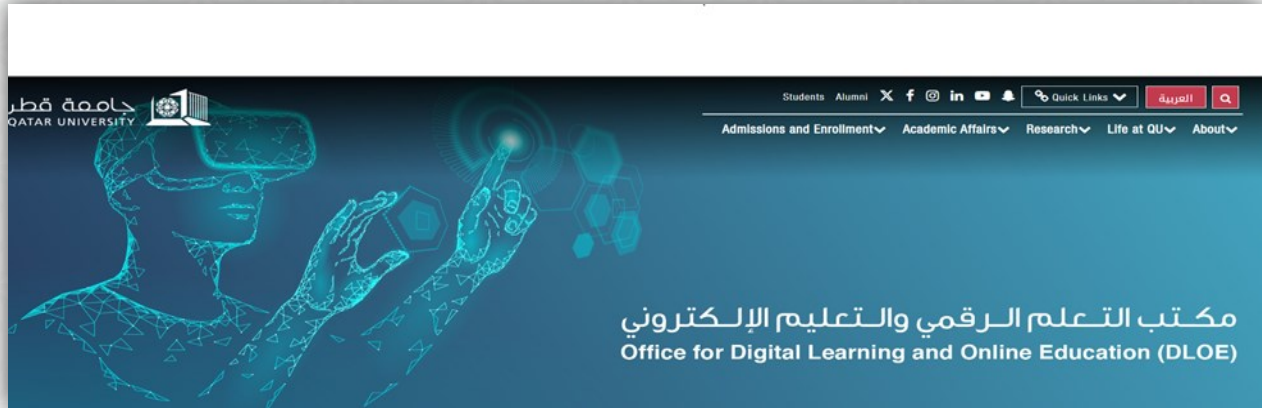 جامعة قطر
QATAR UNIVERSITY
Students Alumni Quick Links العربية
Admissions and Enrollment Academic Affairs Research Life at QU About
مكتب التعلم الرقمي والتعليم الإلكتروني
Office for Digital Learning and Online Education (DLOE)